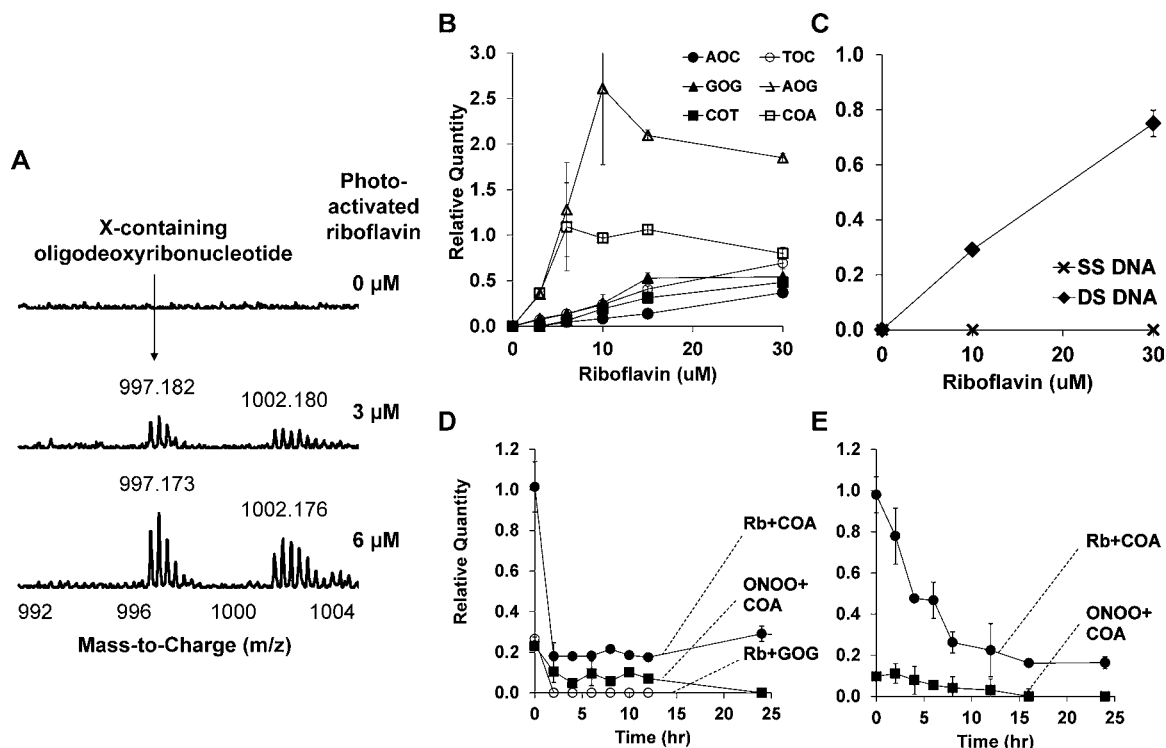 A
X-containing
oligodeoxyribonucleotide
Photo-
activated
riboflavin
0 µM
997.182
1002.180
3 µM
997.173
1002.176
6 µM
992
996
1000
1004
Mass-to-Charge (m/z)
B
AOC
TOC
GOG
AOG
COT
COA
3.0
2.5
2.0
1.5
1.0
0.5
0.0
Relative Quantity
0
10
20
30
Riboflavin (uM)
C
1.0
0.8
0.6
0.4
0.2
0.0
SS DNA
DS DNA
0
10
20
30
Riboflavin (uM)
D
1.2
1.0
0.8
0.6
0.4
0.2
0.0
Relative Quantity
Rb+COA
ONOO+
COA
Rb+GOG
0
5
10
15
20
25
Time (hr)
E
1.2
1.0
0.8
0.6
0.4
0.2
0.0
Rb+COA
ONOO+
COA
0
5
10
15
20
25
Time (hr)